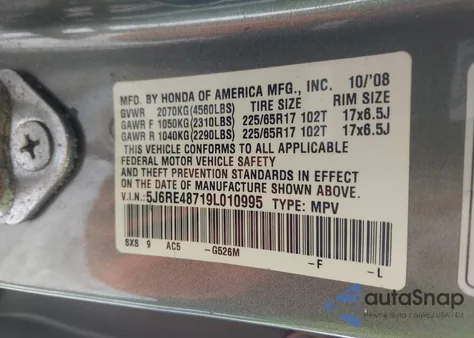 MFD. BY HONDA OF AMERICA MFG., INC. 10/'08
GVWR 2070KG(4560LBS) TIRE SIZE RIM SIZE
GAWR F 1050KG(2310LBS) 225/65R17 102T 17x6.5J
GAWR R 1040KG(2290LBS) 225/65R17 102T 17x6.5J
THIS VEHICLE CONFORMS TO ALL APPLICABLE
FEDERAL MOTOR VEHICLE SAFETY
AND THEFT PREVENTION STANDARDS IN EFFECT
ON THE DATE OF MANUFACTURE SHOWN ABOVE.
V.I.N.: 5J6RE48719L010995 TYPE: MPV
SXS 9 AC5 -G526M -F -L
autaSnap